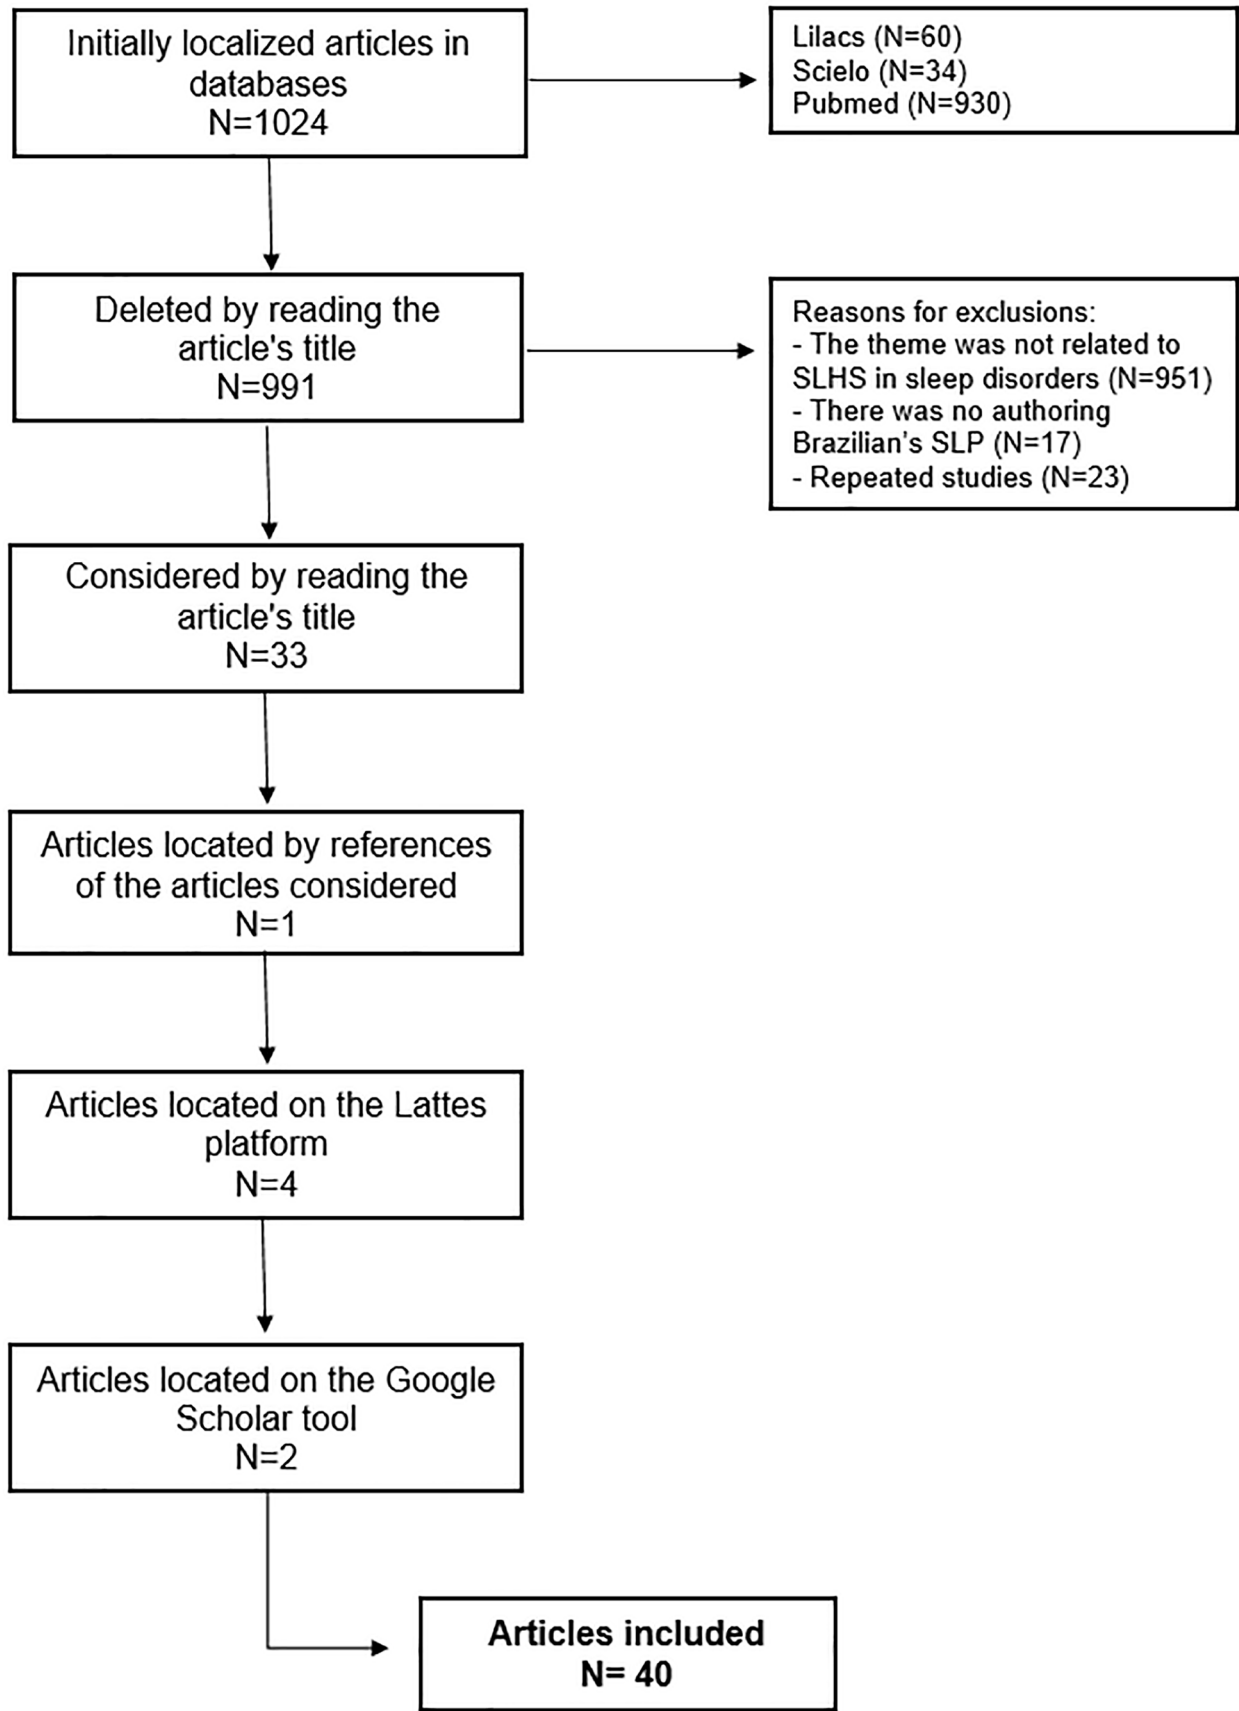 Initially localized articles in
databases
N=1024
Lilacs (N=60)
Scielo (N=34)
Pubmed (N=930)
Deleted by reading the
article's title
N=991
Reasons for exclusions:
- The theme was not related to
SLHS in sleep disorders (N=951)
- There was no authoring
Brazilian's SLP (N=17)
- Repeated studies (N=23)
Considered by reading the
article's title
N=33
Articles located by references
of the articles considered
N=1
Articles located on the Lattes
platform
N=4
Articles located on the Google
Scholar tool
N=2
Articles included
N= 40